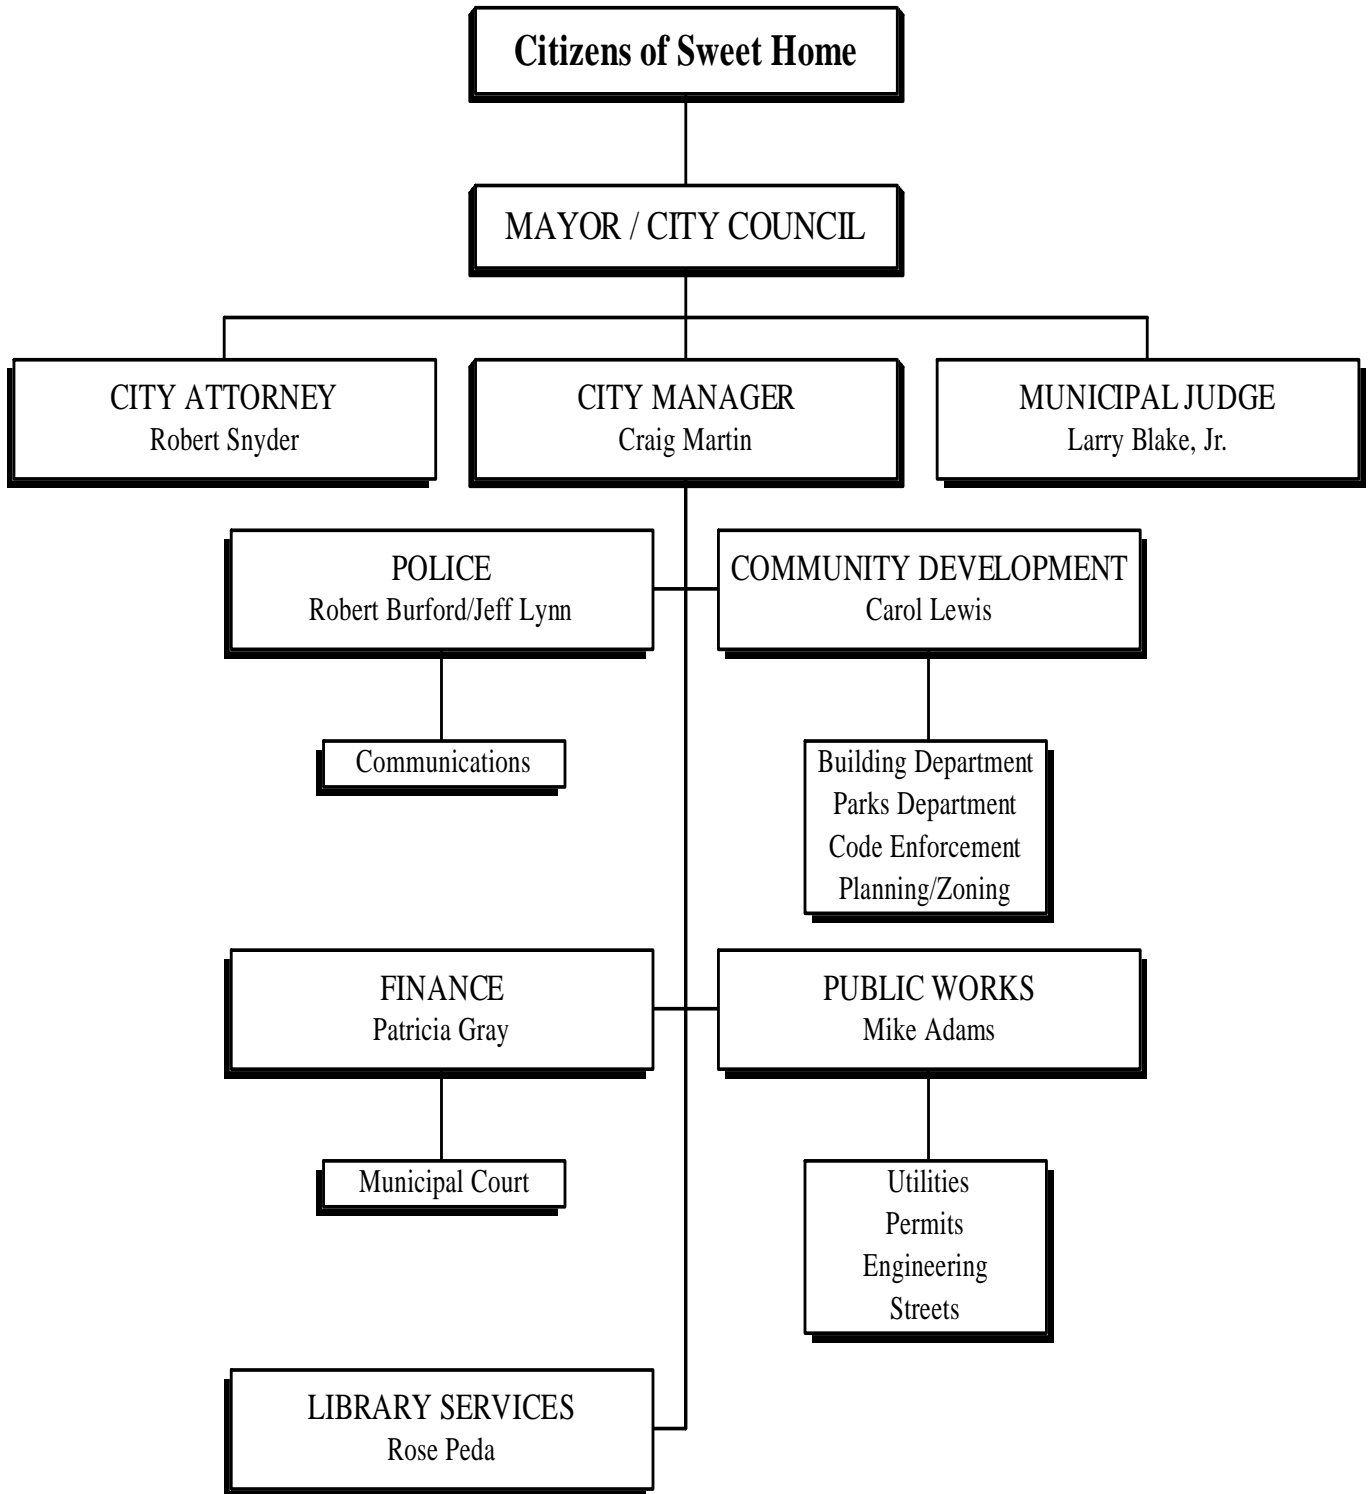 Citizens of Sweet Home
MAYOR / CITY COUNCIL
CITY ATTORNEY
Robert Snyder
CITY MANAGER
Craig Martin
MUNICIPAL JUDGE
Larry Blake, Jr.
POLICE
Robert Burford/Jeff Lynn
COMMUNITY DEVELOPMENT
Carol Lewis
Communications
Building Department
Parks Department
Code Enforcement
Planning/Zoning
FINANCE
Patricia Gray
PUBLIC WORKS
Mike Adams
Municipal Court
Utilities
Permits
Engineering
Streets
LIBRARY SERVICES
Rose Peda